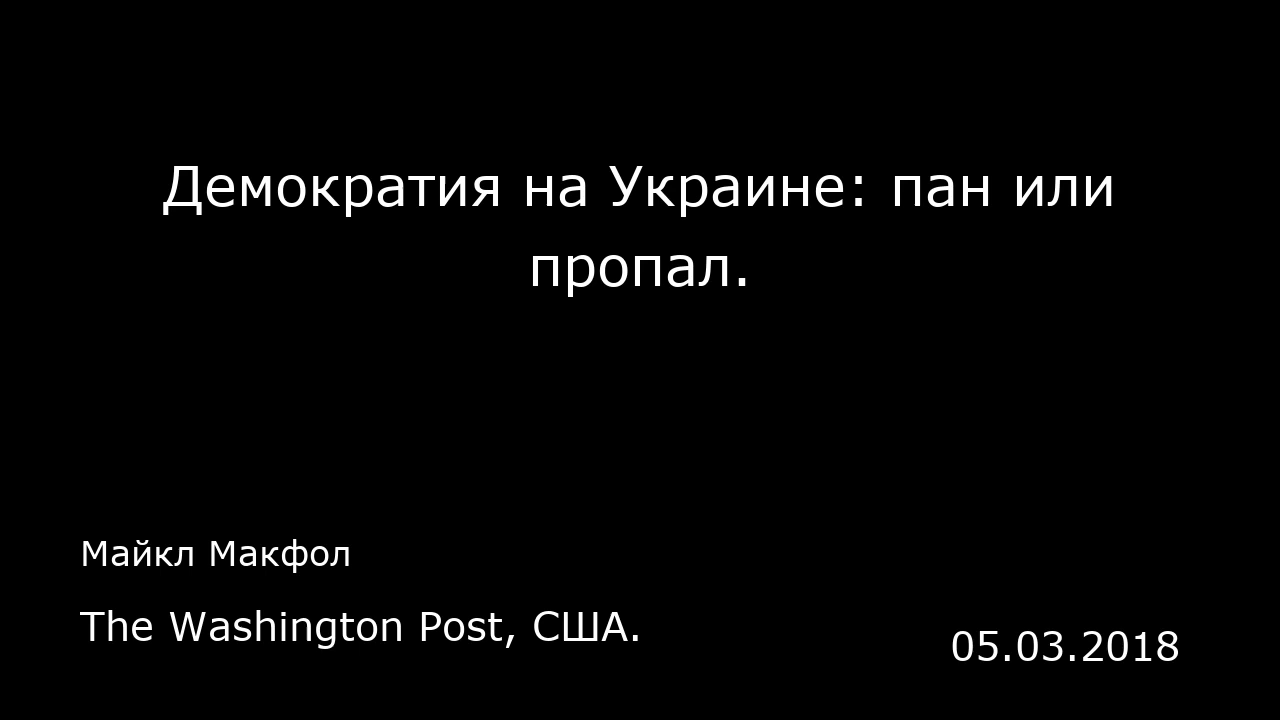 Демократия на Украине: пан или
пропал.
Майкл Макфол
The Washington Post, США.
05.03.2018